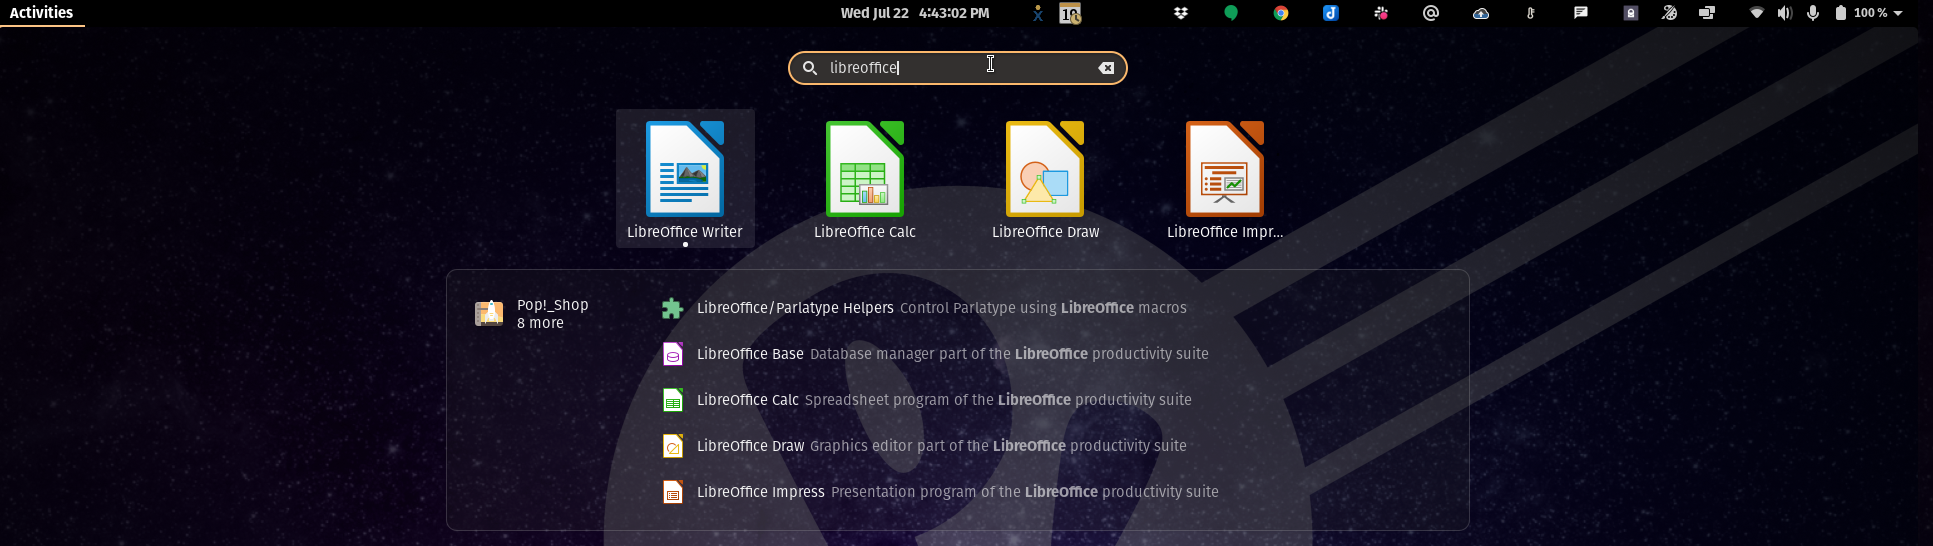 Activities
Wed Jul 22 4:43:02 PM
100 %
libreoffice
LibreOffice Writer
LibreOffice Calc
LibreOffice Draw
LibreOffice Impr...
Pop!_Shop
8 more
LibreOffice/Parlatype Helpers Control Parlatype using LibreOffice macros
LibreOffice Base Database manager part of the LibreOffice productivity suite
LibreOffice Calc Spreadsheet program of the LibreOffice productivity suite
LibreOffice Draw Graphics editor part of the LibreOffice productivity suite
LibreOffice Impress Presentation program of the LibreOffice productivity suite